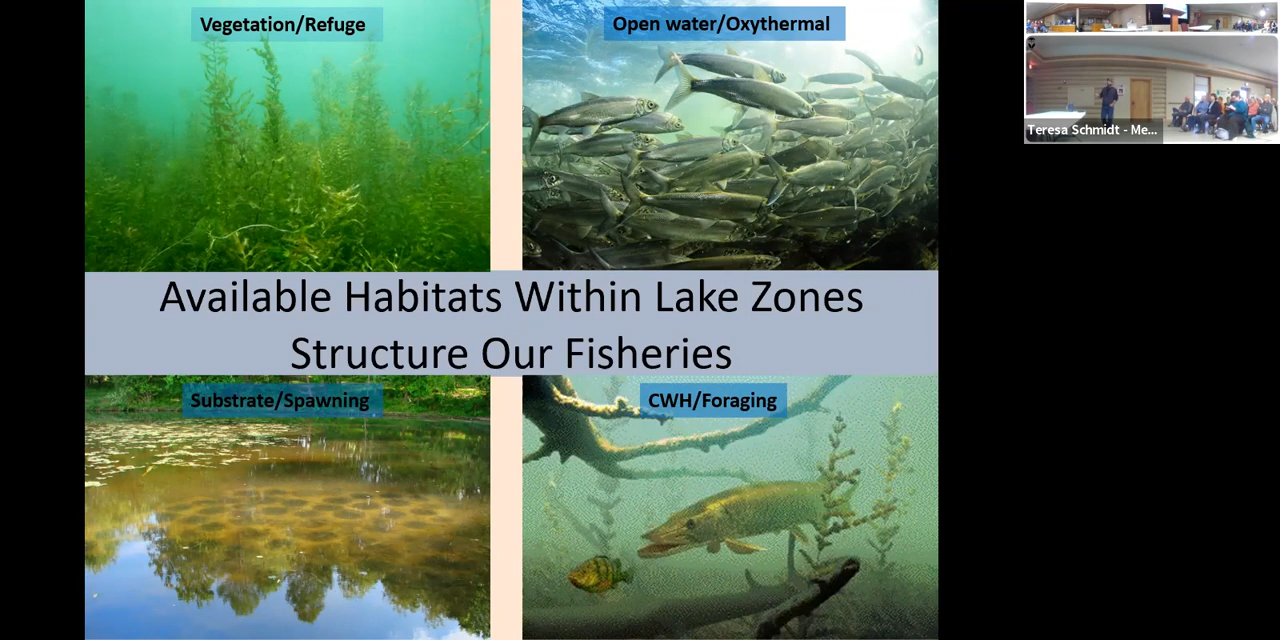 Vegetation/Refuge
Open water/Oxythermal
Teresa Schmidt - Me...
Available Habitats Within Lake Zones
Structure Our Fisheries
Substrate/Spawning
CWH/Foraging